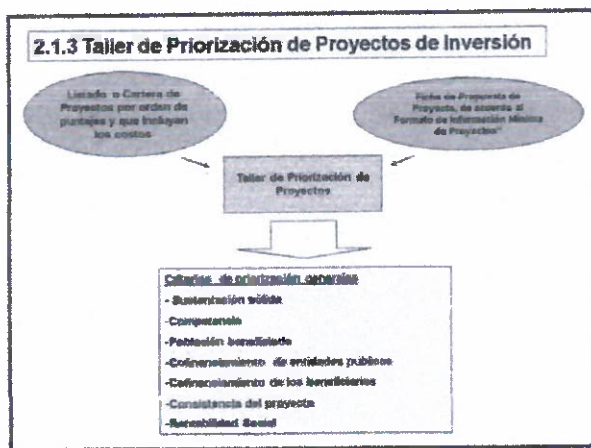 2.1.3 Taller de Priorización de Proyectos de Inversión
Listado o Cartera de
Proyectos por orden de
puntajes y que incluyan
los costos
Ficha de Propuesta de
Proyecto, de acuerdo al
Formato de Información Mínima
de Proyectos"
Taller de Priorización de
Proyectos
Criterios de priorización generales
- Sustentación sólida
-Competencia
-Población beneficiada
-Cofinanciamiento de entidades públicas
-Cofinanciamiento de los beneficiarios
-Consistencia del proyecto
-Rentabilidad Social